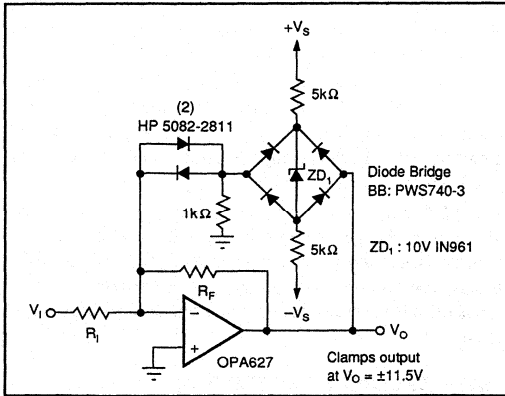 +VS
5kΩ
(2)
HP 5082-2811
ZD1
Diode Bridge
BB: PWS740-3
1kΩ
5kΩ
ZD1 : 10V IN961
RF
–VS
VI
RI
–
+
VO
OPA627
Clamps output
at VO = ±11.5V